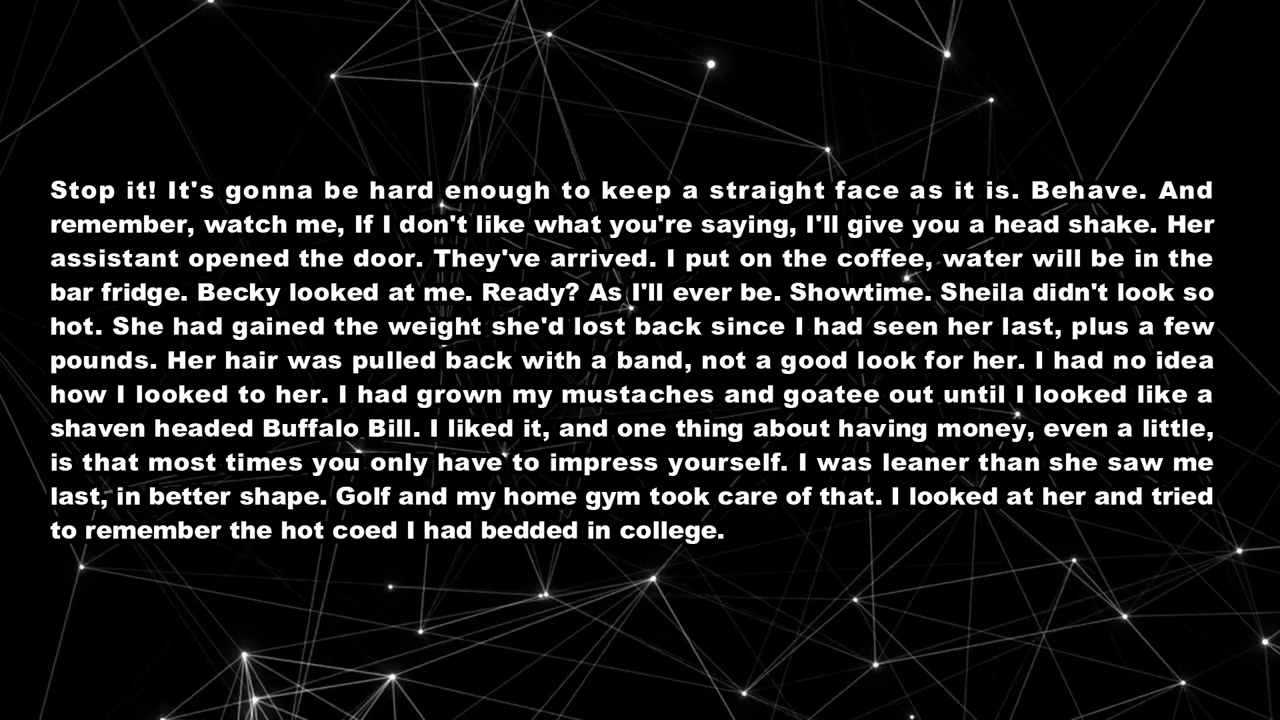 Stop it! It's gonna be hard enough to keep a straight face as it is. Behave. And
remember, watch me, If I don't like what you're saying, I'll give you a head shake. Her
assistant opened the door. They've arrived. I put on the coffee, water will be in the
bar fridge. Becky looked at me. Ready? As I'll ever be. Showtime. Sheila didn't look so
hot. She had gained the weight she'd lost back since I had seen her last, plus a few
pounds. Her hair was pulled back with a band, not a good look for her. I had no idea
how I looked to her. I had grown my mustaches and goatee out until I looked like a
shaven headed Buffalo Bill. I liked it, and one thing about having money, even a little,
is that most times you only have to impress yourself. I was leaner than she saw me
last, in better shape. Golf and my home gym took care of that. I looked at her and tried
to remember the hot coed I had bedded in college.